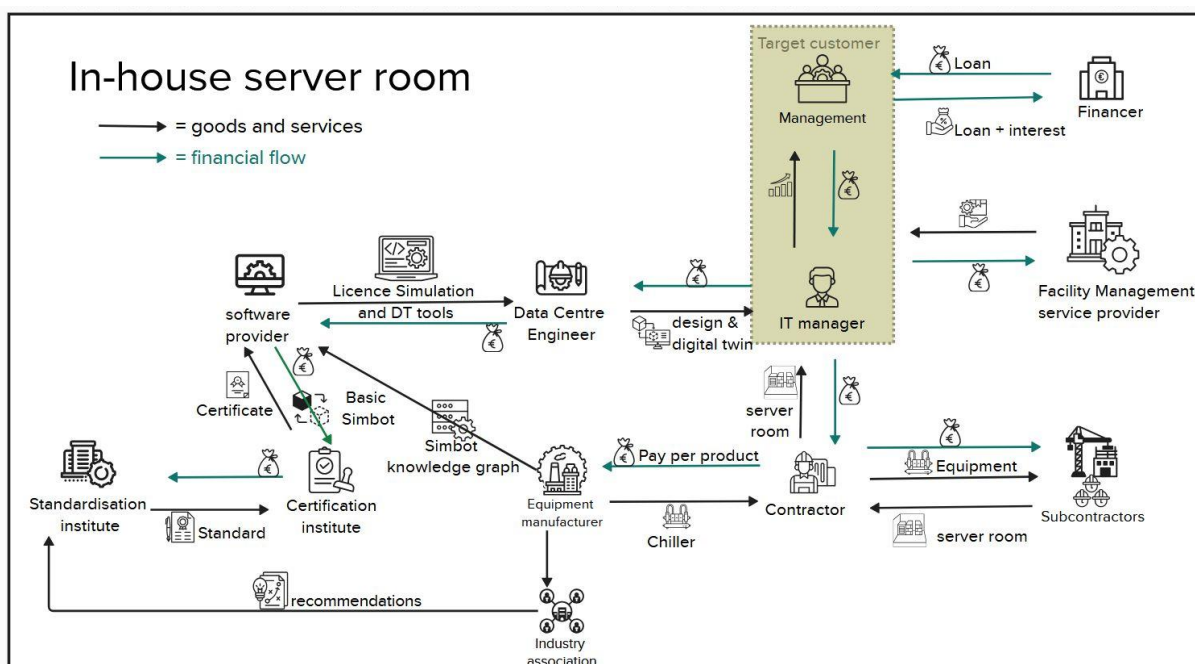 In-house server room
= goods and services
= financial flow
Target customer
Management
Loan
Loan + interest
Financer
software
provider
Licence Simulation
and DT tools
Data Centre
Engineer
design &
digital twin
IT manager
Facility Management
service provider
Certificate
Basic
Simbot
Simbot
knowledge graph
server
room
Pay per product
Equipment
Standardisation
institute
Standard
Certification
institute
Equipment
manufacturer
Chiller
Contractor
server room
Subcontractors
recommendations
Industry
association